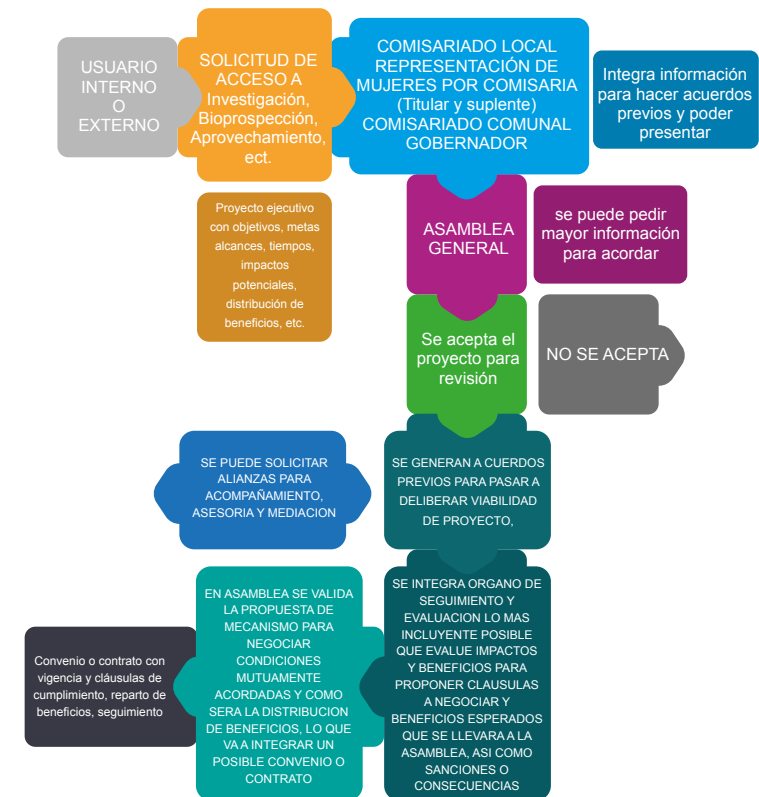 USUARIO
INTERNO
O
EXTERNO
SOLICITUD DE
ACCESO A
Investigación,
Bioprospección,
Aprovechamiento,
ect.
COMISARIADO LOCAL
REPRESENTACIÓN DE
MUJERES POR COMISARIA
(Titular y suplente)
COMISARIADO COMUNAL
GOBERNADOR
Integra información
para hacer acuerdos
previos y poder
presentar
Proyecto ejecutivo
con objetivos, metas
alcances, tiempos,
impactos
potenciales,
distribución de
beneficios, etc.
ASAMBLEA
GENERAL
se puede pedir
mayor información
para acordar
Se acepta el
proyecto para
revisión
NO SE ACEPTA
SE PUEDE SOLICITAR
ALIANZAS PARA
ACOMPAÑAMIENTO,
ASESORIA Y MEDIACION
SE GENERAN A CUERDOS
PREVIOS PARA PASAR A
DELIBERAR VIABILIDAD
DE PROYECTO,
SE INTEGRA ORGANO DE
SEGUIMIENTO Y
EVALUACION LO MAS
INCLUYENTE POSIBLE
QUE EVALUE IMPACTOS
Y BENEFICIOS PARA
PROPONER CLAUSULAS
A NEGOCIAR Y
BENEFICIOS ESPERADOS
QUE SE LLEVARA A LA
ASAMBLEA, ASI COMO
SANCIONES O
CONSECUENCIAS
EN ASAMBLEA SE VALIDA
LA PROPUESTA DE
MECANISMO PARA
NEGOCIAR
CONDICIONES
MUTUAMENTE
ACORDADAS Y COMO
SERA LA DISTRIBUCION
DE BENEFICIOS, LO QUE
VA A INTEGRAR UN
POSIBLE CONVENIO O
CONTRATO
Convenio o contrato con
vigencia y cláusulas de
cumplimiento, reparto de
beneficios, seguimiento